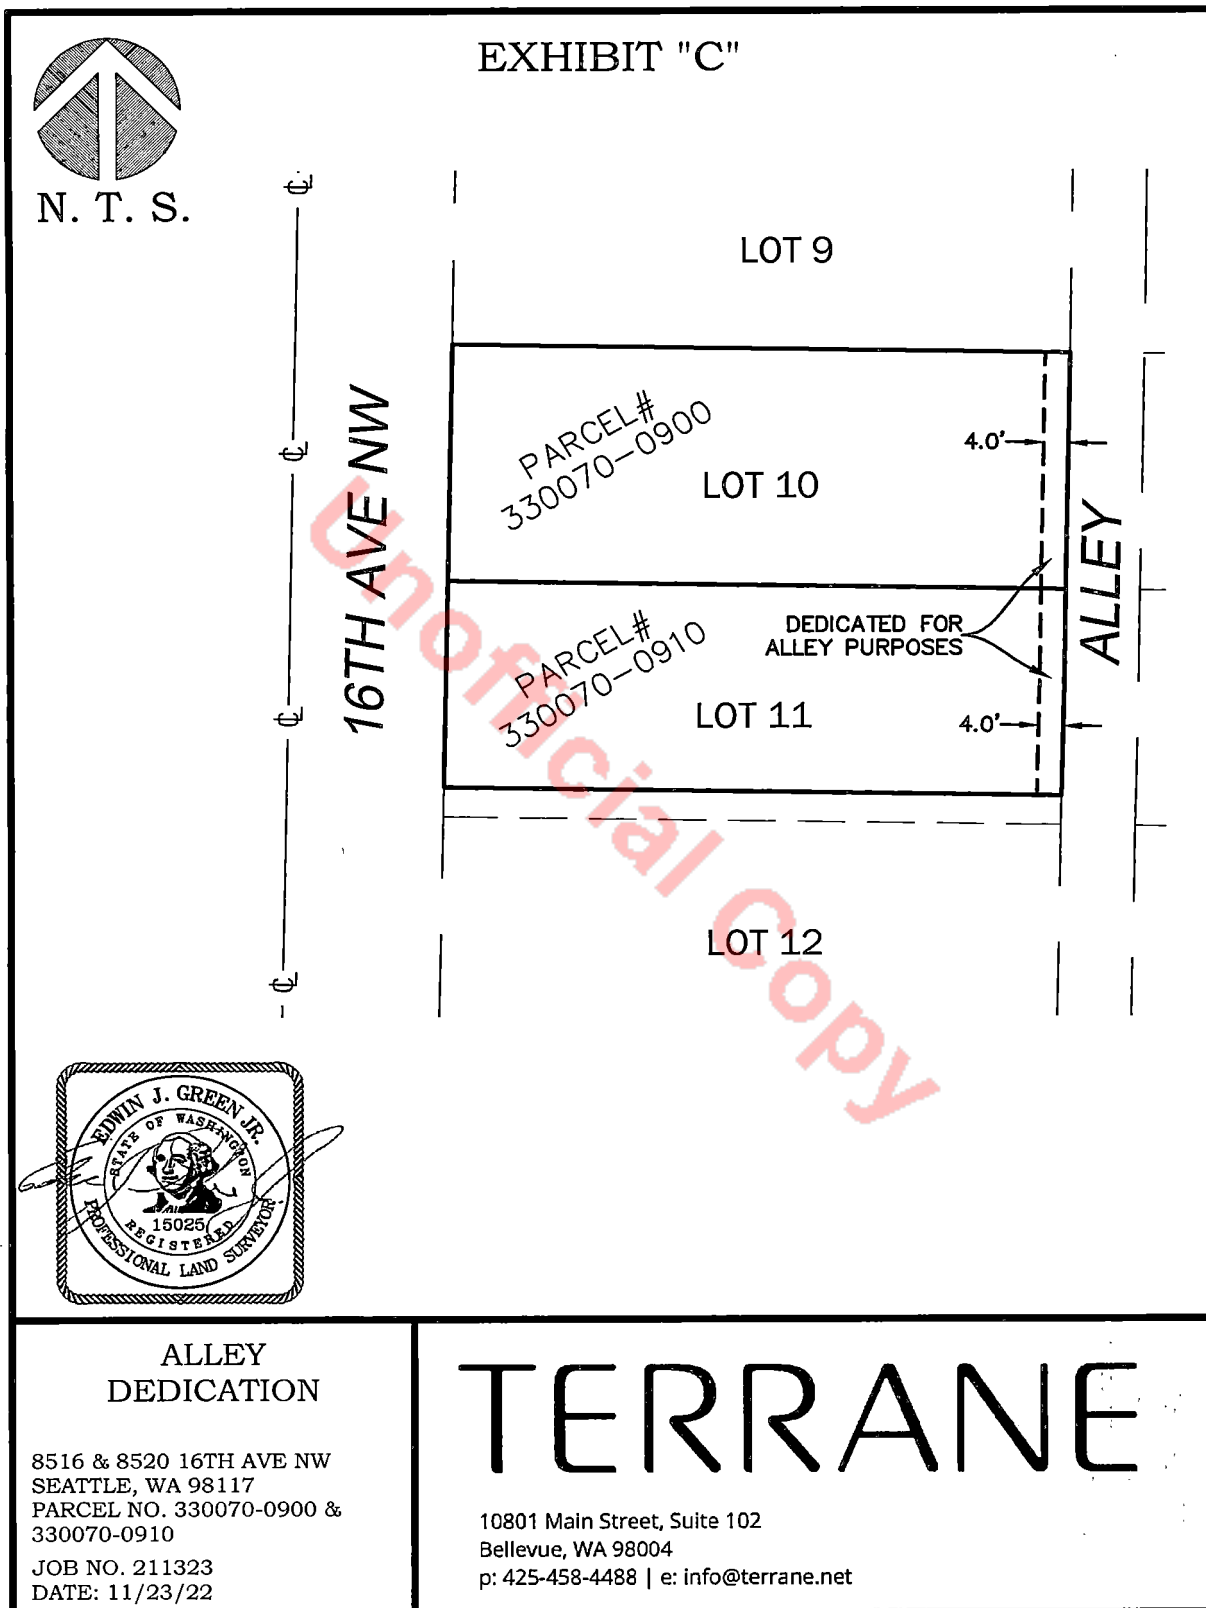 EXHIBIT "C"
N. T. S.
℄
LOT 9
16TH AVE NW
PARCEL#
330070-0900
4.0'
℄
LOT 10
ALLEY
DEDICATED FOR
ALLEY PURPOSES
PARCEL#
330070-0910
℄
LOT 11
4.0'
LOT 12
℄
Unofficial Copy
EDWIN J. GREEN JR.
STATE OF WASHINGTON
15025
REGISTERED
PROFESSIONAL LAND SURVEYOR
ALLEY
DEDICATION
8516 & 8520 16TH AVE NW
SEATTLE, WA 98117
PARCEL NO. 330070-0900 &
330070-0910
JOB NO. 211323
DATE: 11/23/22
TERRANE
10801 Main Street, Suite 102
Bellevue, WA 98004
p: 425-458-4488 | e: info@terrane.net